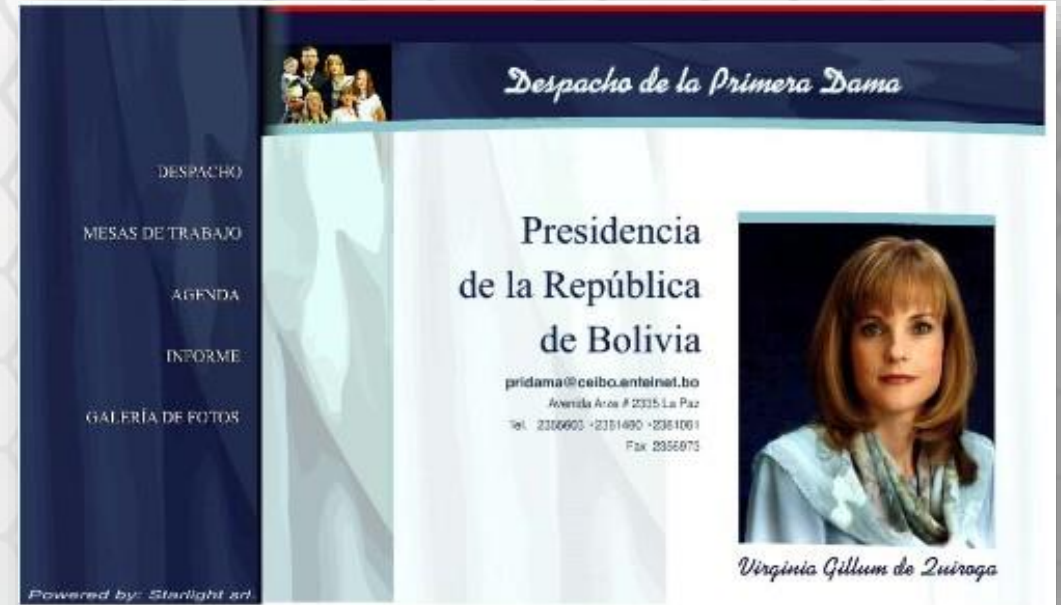 Despacho de la Primera Dama
DESPACHO
MESAS DE TRABAJO
AGENDA
INFORME
GALERÍA DE FOTOS
Presidencia
de la República
de Bolivia
pridama@ceibo.entelnet.bo
Avenida Arce # 2335 La Paz
Tel.
Fax
Virginia Gillum de Quiroga
Powered by: Starlight srl.